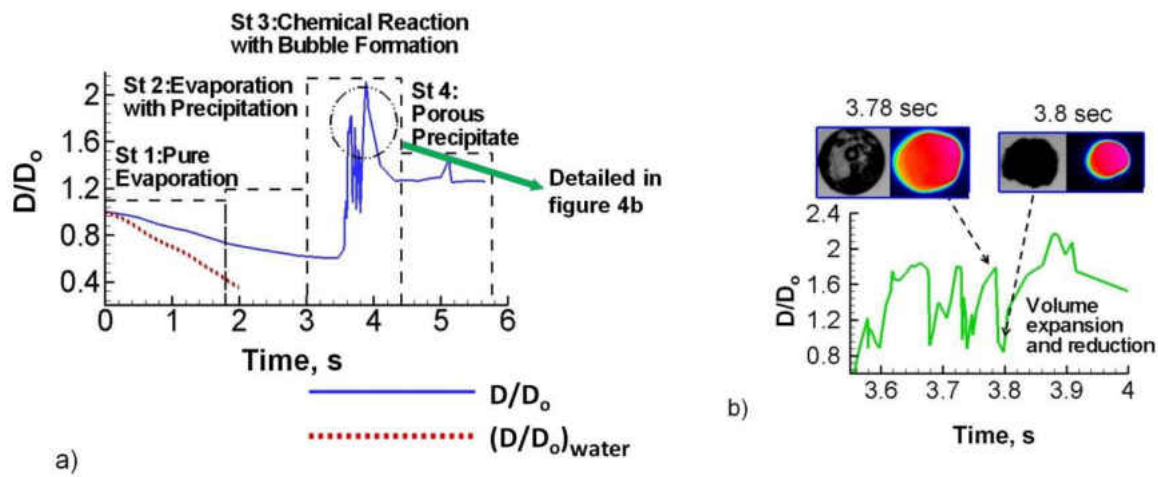 St 3:Chemical Reaction
with Bubble Formation
St 2:Evaporation
with Precipitation
St 4:
Porous
Precipitate
St 1:Pure
Evaporation
Detailed in
figure 4b
D/Dₒ
2
1.6
1.2
0.8
0.4
0 1 2 3 4 5 6
Time, s
D/Dₒ
(D/Dₒ)water
a)
3.78 sec
3.8 sec
D/Dₒ
2.4
2
1.6
1.2
0.8
Volume
expansion
and reduction
3.6 3.7 3.8 3.9 4
Time, s
b)